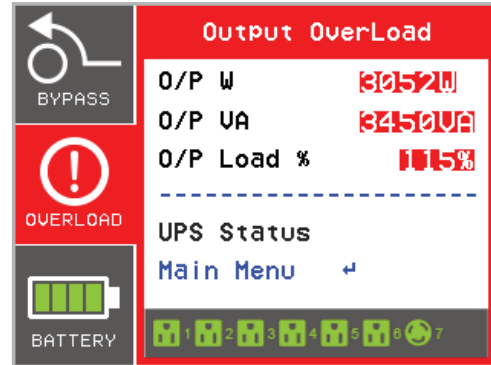 Output OverLoad
BYPASS
O/P W 3052W
O/P VA 3450VA
O/P Load % 115%
OVERLOAD
UPS Status
Main Menu
BATTERY
1 2 3 4 5 6 7